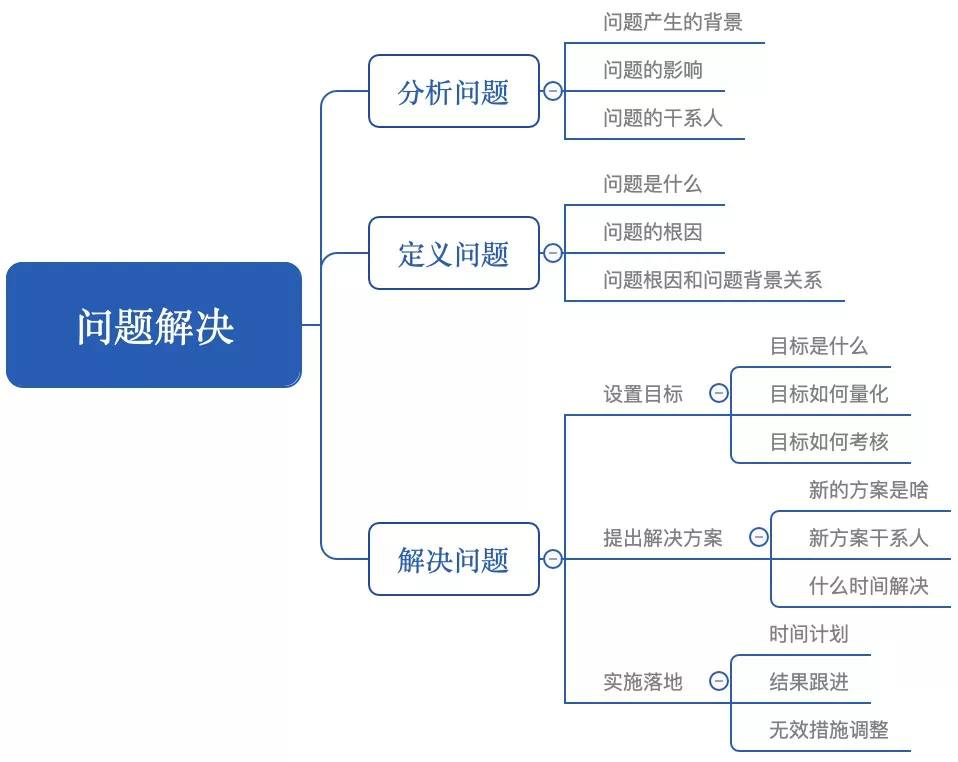 问题解决
分析问题
问题产生的背景
问题的影响
问题的干系人
定义问题
问题是什么
问题的根因
问题根因和问题背景关系
解决问题
设置目标
目标是什么
目标如何量化
目标如何考核
提出解决方案
新的方案是啥
新方案干系人
什么时间解决
实施落地
时间计划
结果跟进
无效措施调整